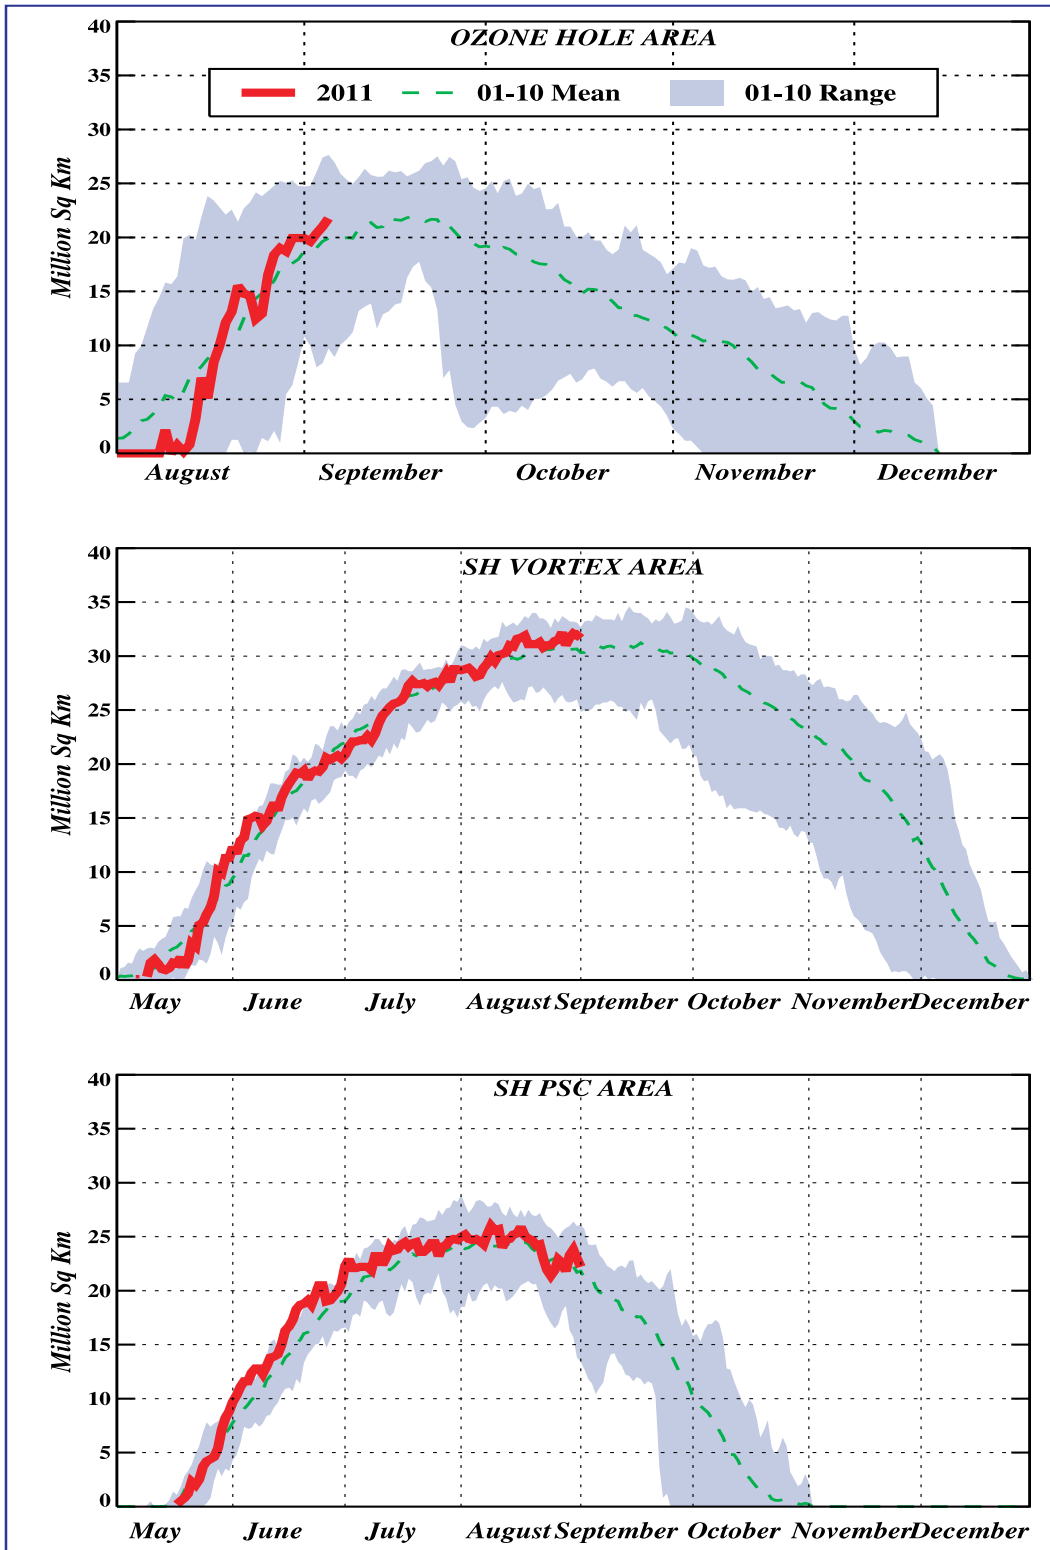 OZONE HOLE AREA
2011 01-10 Mean 01-10 Range
Million Sq Km
40
35
30
25
20
15
10
5
0
August September October November December
SH VORTEX AREA
Million Sq Km
40
35
30
25
20
15
10
5
0
May June July August September October November December
SH PSC AREA
Million Sq Km
40
35
30
25
20
15
10
5
0
May June July August September October November December